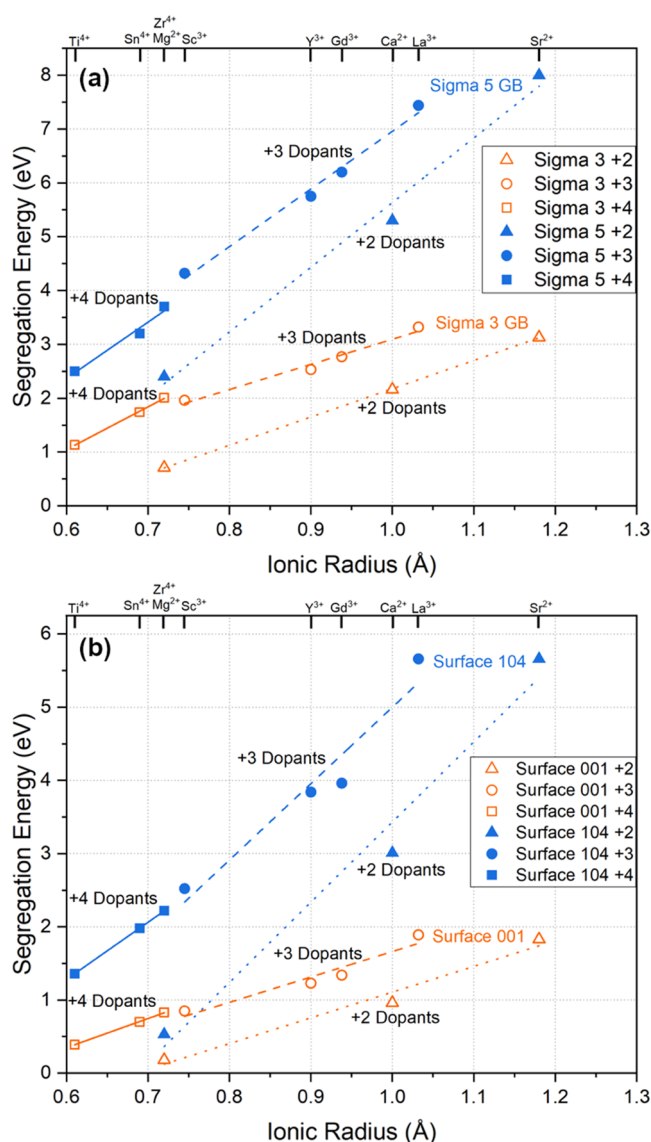 Zr⁴⁺
Ti⁴⁺ Sn⁴⁺ Mg²⁺ Sc³⁺ Y³⁺ Gd³⁺ Ca²⁺ La³⁺ Sr²⁺
(a)
Sigma 5 GB
+3 Dopants
Sigma 3 +2
Sigma 3 +3
Sigma 3 +4
Sigma 5 +2
Sigma 5 +3
Sigma 5 +4
+2 Dopants
+4 Dopants
+3 Dopants
Sigma 3 GB
+4 Dopants
+2 Dopants
Segregation Energy (eV)
8
7
6
5
4
3
2
1
0
0.6 0.7 0.8 0.9 1.0 1.1 1.2 1.3
Ionic Radius (Å)
Zr⁴⁺
Ti⁴⁺ Sn⁴⁺ Mg²⁺ Sc³⁺ Y³⁺ Gd³⁺ Ca²⁺ La³⁺ Sr²⁺
(b)
Surface 104
+3 Dopants
Surface 001 +2
Surface 001 +3
Surface 001 +4
Surface 104 +2
Surface 104 +3
Surface 104 +4
+2 Dopants
+4 Dopants
+3 Dopants
Surface 001
+4 Dopants
+2 Dopants
Segregation Energy (eV)
6
5
4
3
2
1
0
0.6 0.7 0.8 0.9 1.0 1.1 1.2 1.3
Ionic Radius (Å)